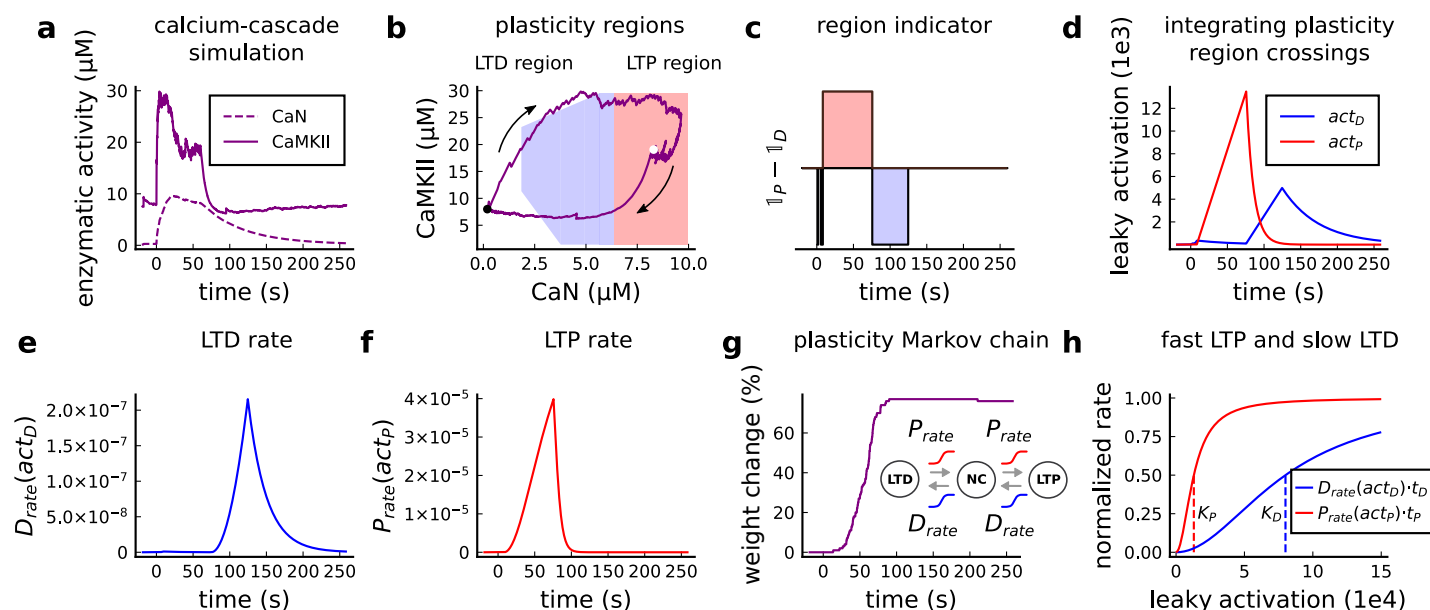 a
calcium-cascade
simulation
enzymatic activity (μM)
30
20
10
0
CaN
CaMKII
0 50 100 150 200 250
time (s)
b
plasticity regions
LTD region
LTP region
CaMKII (μM)
30
25
20
15
10
5
0.0 2.5 5.0 7.5 10.0
CaN (μM)
c
region indicator
𝟙P − 𝟙D
0 50 100 150 200 250
time (s)
d
integrating plasticity
region crossings
leaky activation (1e3)
12
10
8
6
4
2
actD
actP
0 50 100 150 200 250
time (s)
e
LTD rate
Drate(actD)
2.0×10⁻⁷
1.5×10⁻⁷
1.0×10⁻⁷
5.0×10⁻⁸
0
0 50 100 150 200 250
time (s)
f
LTP rate
Prate(actP)
4×10⁻⁵
3×10⁻⁵
2×10⁻⁵
1×10⁻⁵
0
0 50 100 150 200 250
time (s)
g
plasticity Markov chain
weight change (%)
60
40
20
0
Prate Prate
LTD NC LTP
Drate Drate
0 50 100 150 200 250
time (s)
h
fast LTP and slow LTD
normalized rate
1.00
0.75
0.50
0.25
0.00
KP KD
Drate(actD)·tD
Prate(actP)·tP
0 5 10 15
leaky activation (1e4)